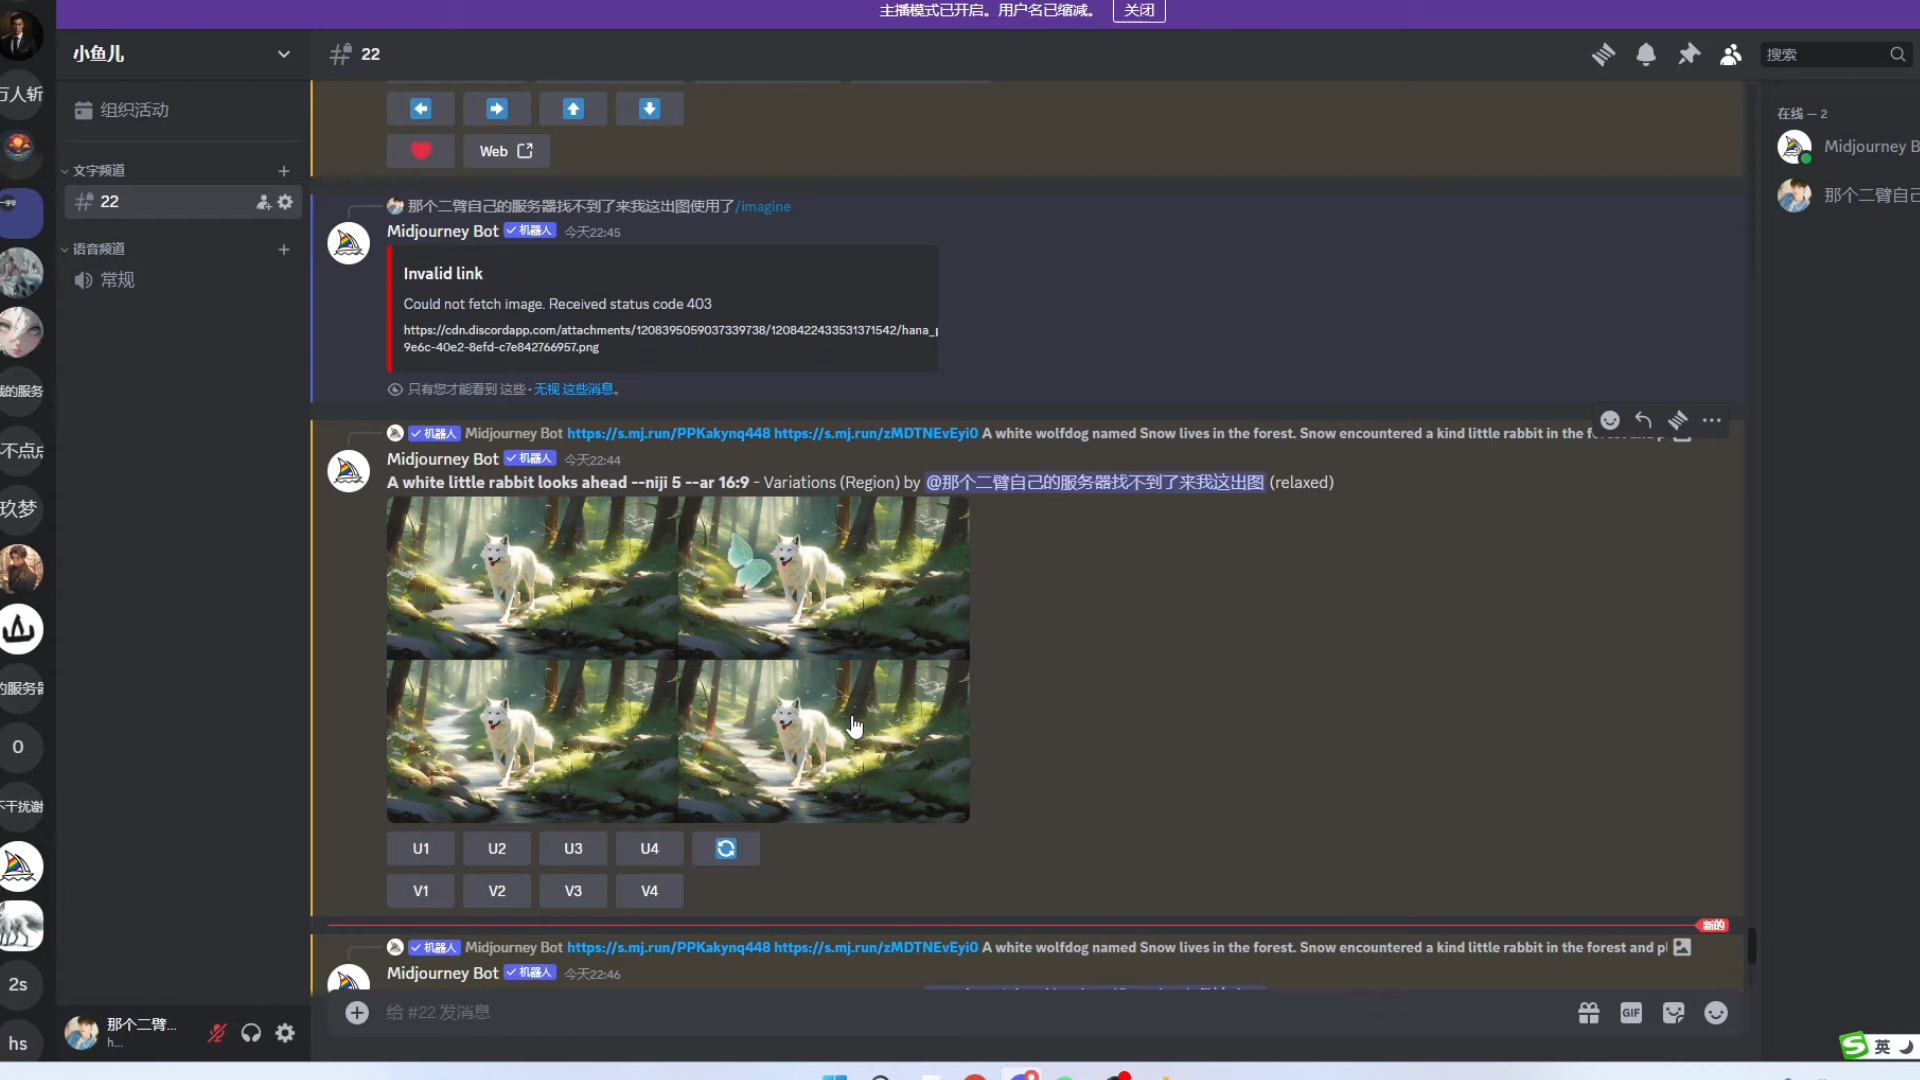 主播模式已开启。用户名已缩减。 关闭
小鱼儿
22
搜索
万人斩
组织活动
在线 — 2
Web
Midjourney B
文字频道
22
那个二臂自己
那个二臂自己的服务器找不到了来我这出图使用了/imagine
Midjourney Bot 机器人 今天22:45
语音频道
常规
Invalid link
Could not fetch image. Received status code 403
https://cdn.discordapp.com/attachments/1208395059037339738/1208422433531371542/hana_p
9e6c-40e2-8efd-c7e842766957.png
只有您才能看到 这些 · 无视 这些消息。
我的服务
机器人 Midjourney Bot https://s.mj.run/PPKakynq448 https://s.mj.run/zMDTNEvEyi0 A white wolfdog named Snow lives in the forest. Snow encountered a kind little rabbit in the
不点点
Midjourney Bot 机器人 今天22:44
A white little rabbit looks ahead --niji 5 --ar 16:9 - Variations (Region) by @那个二臂自己的服务器找不到了来我这出图 (relaxed)
玖梦
的服务器
0
不干扰谢
U1 U2 U3 U4
V1 V2 V3 V4
新的
机器人 Midjourney Bot https://s.mj.run/PPKakynq448 https://s.mj.run/zMDTNEvEyi0 A white wolfdog named Snow lives in the forest. Snow encountered a kind little rabbit in the forest and p
Midjourney Bot 机器人 今天22:46
2s
给 #22 发消息
GIF
那个二臂...
h...
hs
英